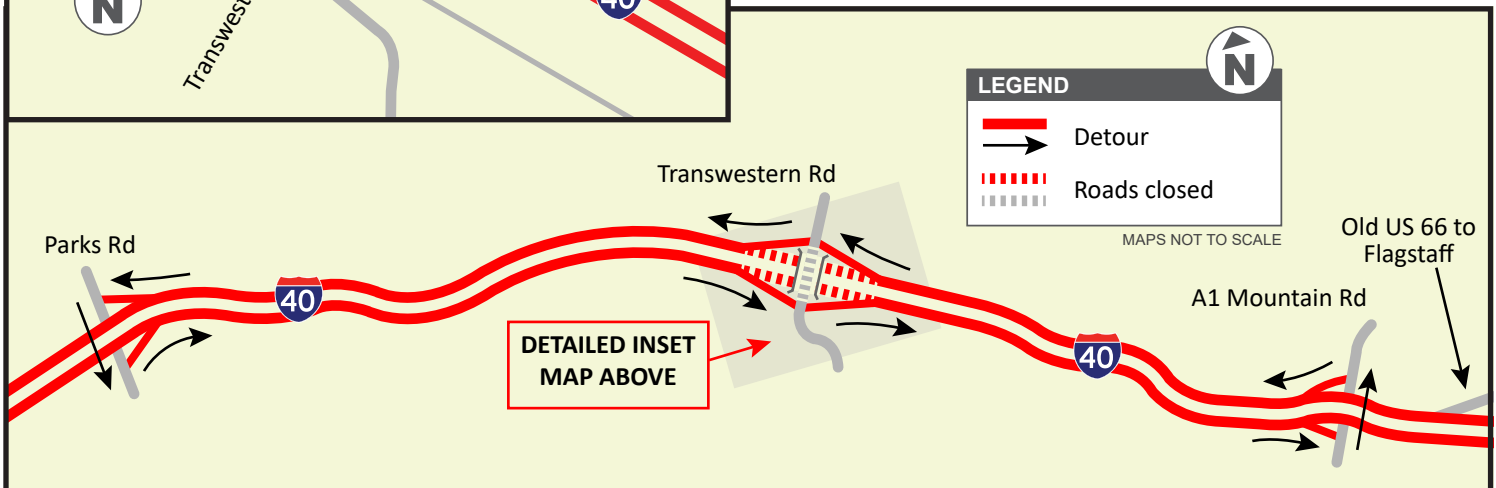 N
Transwest
40
N
LEGEND
Detour
Roads closed
MAPS NOT TO SCALE
Transwestern Rd
Parks Rd
Old US 66 to
Flagstaff
A1 Mountain Rd
40
40
DETAILED INSET
MAP ABOVE